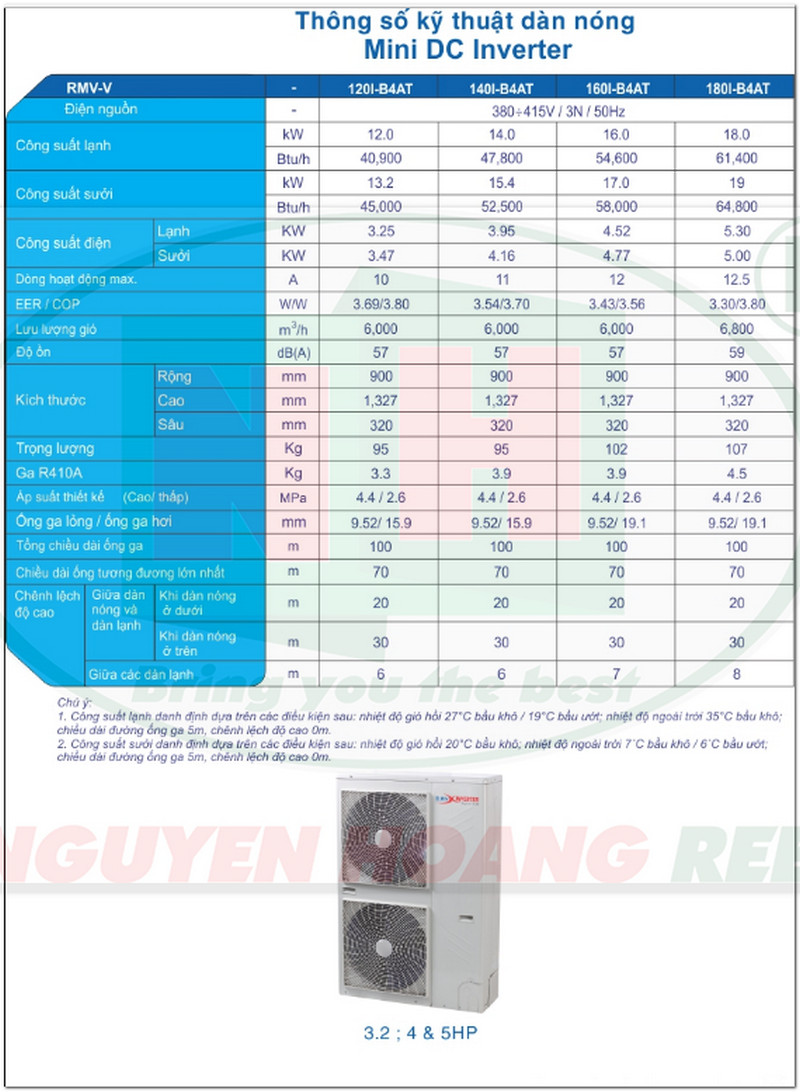 Thông số kỹ thuật dàn nóng
Mini DC Inverter
RMV-V - 120I-B4AT 140I-B4AT 160I-B4AT 180I-B4AT
Điện nguồn - 380÷415V / 3N / 50Hz
Công suất lạnh kW 12.0 14.0 16.0 18.0
Btu/h 40,900 47,800 54,600 61,400
Công suất sưởi kW 13.2 15.4 17.0 19
Btu/h 45,000 52,500 58,000 64,800
Công suất điện Lạnh KW 3.25 3.95 4.52 5.30
Sưởi KW 3.47 4.16 4.77 5.00
Dòng hoạt động max. A 10 11 12 12.5
EER / COP W/W 3.69/3.80 3.54/3.70 3.43/3.56 3.30/3.80
Lưu lượng gió m³/h 6,000 6,000 6,000 6,800
Độ ồn dB(A) 57 57 57 59
Kích thước Rộng mm 900 900 900 900
Cao mm 1,327 1,327 1,327 1,327
Sâu mm 320 320 320 320
Trọng lượng Kg 95 95 102 107
Ga R410A Kg 3.3 3.9 3.9 4.5
Áp suất thiết kế (Cao/ thấp) MPa 4.4 / 2.6 4.4 / 2.6 4.4 / 2.6 4.4 / 2.6
Ống ga lỏng / ống ga hơi mm 9.52/ 15.9 9.52/ 15.9 9.52/ 19.1 9.52/ 19.1
Tổng chiều dài ống ga m 100 100 100 100
Chiều dài ống tương đương lớn nhất m 70 70 70 70
Chênh lệch độ cao Giữa dàn nóng và dàn lạnh Khi dàn nóng ở dưới m 20 20 20 20
Khi dàn nóng ở trên m 30 30 30 30
Giữa các dàn lạnh m 6 6 7 8
Bring you the best
Chú ý:
1. Công suất lạnh danh định dựa trên các điều kiện sau: nhiệt độ gió hồi 27°C bầu khô / 19°C bầu ướt; nhiệt độ ngoài trời 35°C bầu khô;
chiều dài đường ống ga 5m, chênh lệch độ cao 0m.
2. Công suất sưởi danh định dựa trên các điều kiện sau: nhiệt độ gió hồi 20°C bầu khô; nhiệt độ ngoài trời 7°C bầu khô / 6°C bầu ướt;
chiều dài đường ống ga 5m, chênh lệch độ cao 0m.
NGUYEN HOANG REE
3.2 ; 4 & 5HP